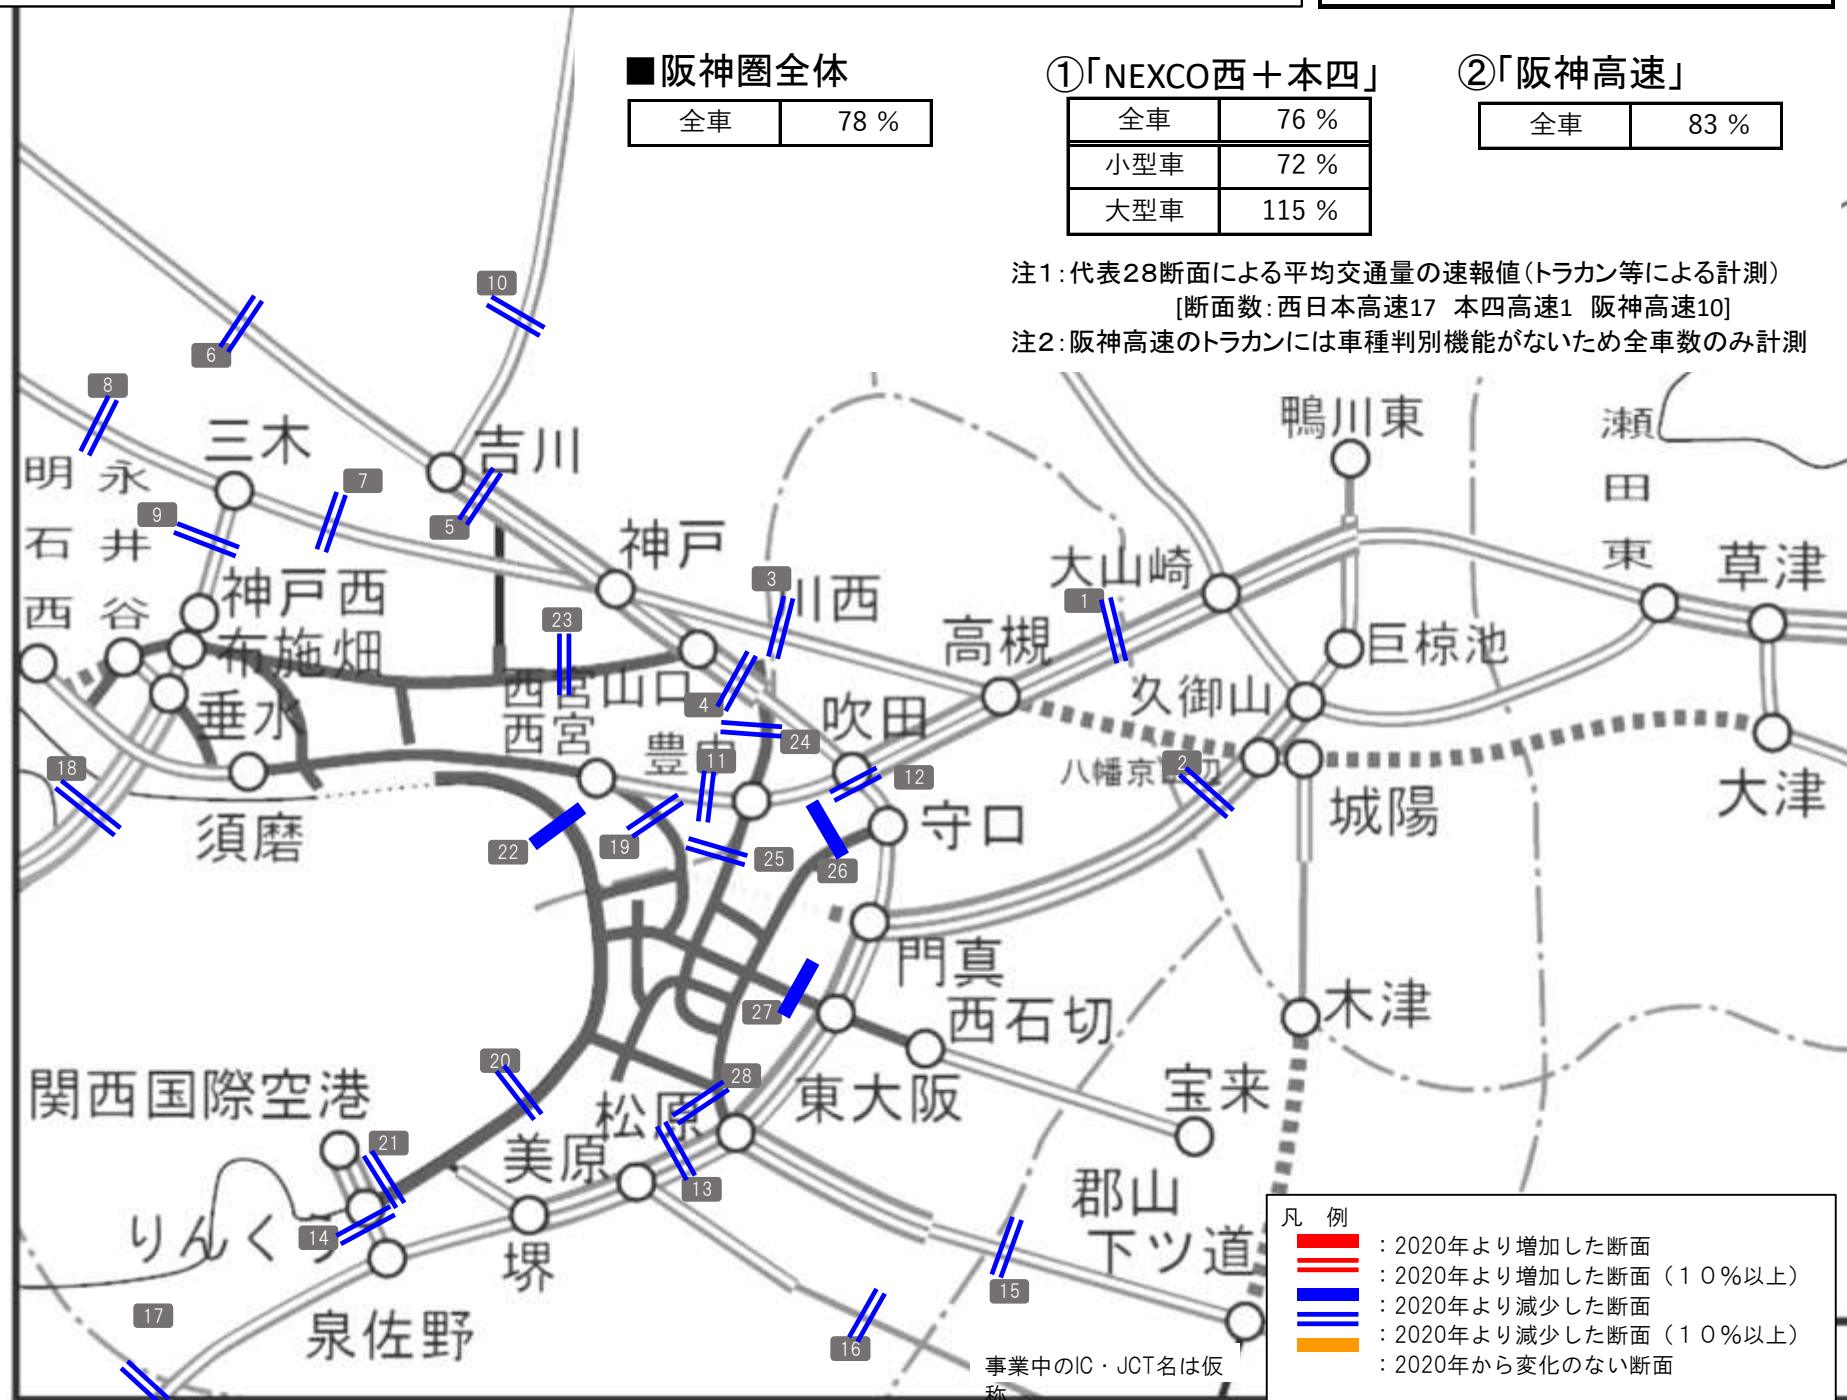 ■阪神圏全体
全車 78 %
①「NEXCO西＋本四」
全車 76 %
小型車 72 %
大型車 115 %
②「阪神高速」
全車 83 %
注１：代表２８断面による平均交通量の速報値（トラカン等による計測）
[断面数：西日本高速17 本四高速1 阪神高速10]
注２：阪神高速のトラカンには車種判別機能がないため全車数のみ計測
10
6
8
三木
吉川
鴨川東
瀬田東
明石西
永井谷
7
9
5
神戸
3
川西
大山崎
1
草津
神戸西
布施畑
23
高槻
巨椋池
西宮山口
4
久御山
垂水
西宮
豊中
24
吹田
11
12
18
八幡京田辺
2
大津
須磨
22
19
25
26
守口
城陽
門真
27
西石切
木津
20
28
関西国際空港
松原
東大阪
宝来
21
美原
13
郡山
下ツ道
りんくう
14
堺
15
17
泉佐野
16
事業中のIC・JCT名は仮
称
凡 例
：2020年より増加した断面
：2020年より増加した断面（１０％以上）
：2020年より減少した断面
：2020年より減少した断面（１０％以上）
：2020年から変化のない断面